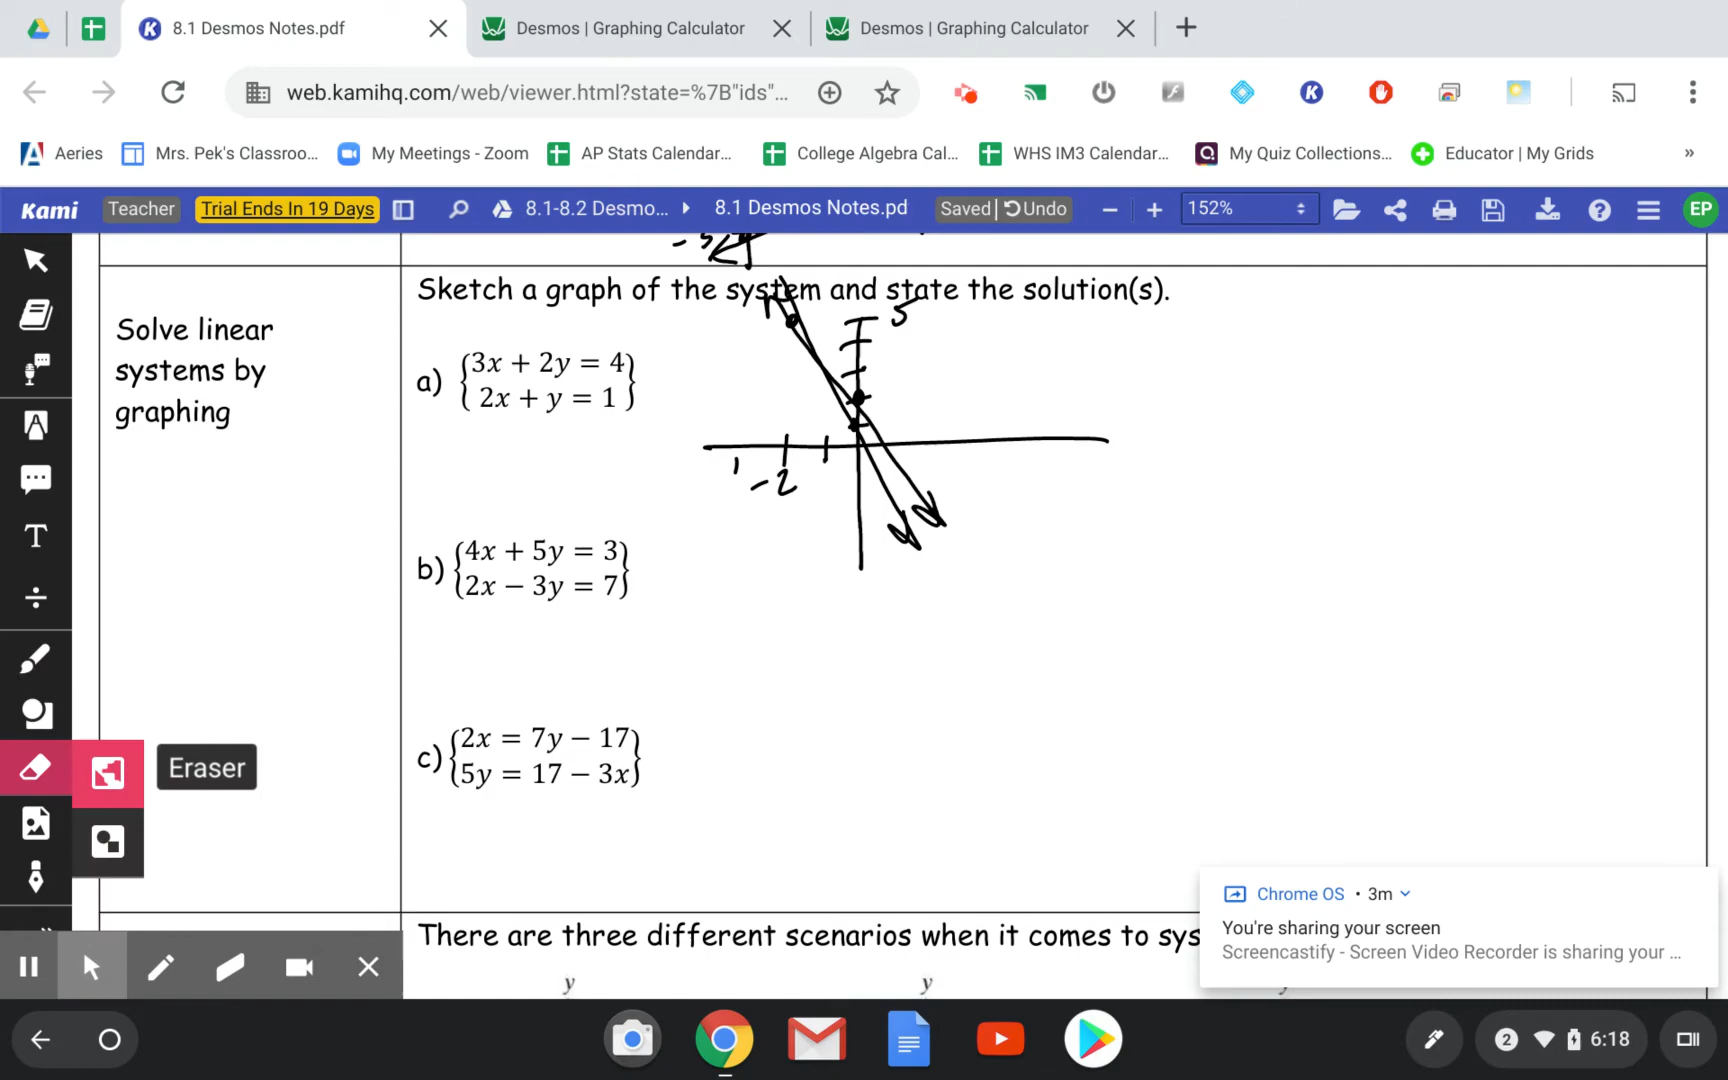 8.1 Desmos Notes.pdf
Desmos | Graphing Calculator
Desmos | Graphing Calculator
web.kamihq.com/web/viewer.html?state=%7B"ids"...
Aeries
Mrs. Pek's Classroo...
My Meetings - Zoom
AP Stats Calendar...
College Algebra Cal...
WHS IM3 Calendar...
My Quiz Collections...
Educator | My Grids
»
Kami
Teacher
Trial Ends In 19 Days
8.1-8.2 Desmo...
8.1 Desmos Notes.pd
Saved | Undo
152%
EP
Sketch a graph of the system and state the solution(s).
5
Solve linear
systems by
graphing
a) {3x + 2y = 4
2x + y = 1}
-2
b) {4x + 5y = 3
2x − 3y = 7}
c) {2x = 7y − 17
5y = 17 − 3x}
Eraser
There are three different scenarios when it comes to sys
y
y
Chrome OS • 3m
You're sharing your screen
Screencastify - Screen Video Recorder is sharing your ...
2
6:18